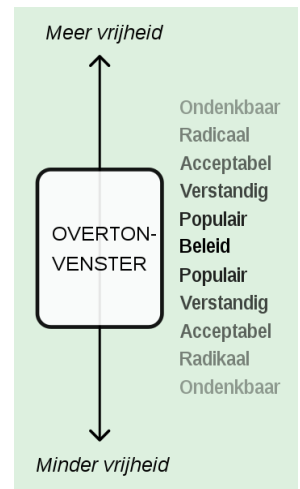 Meer vrijheid
Ondenkbaar
Radicaal
Acceptabel
Verstandig
Populair
OVERTON-
VENSTER
Beleid
Populair
Verstandig
Acceptabel
Radikaal
Ondenkbaar
Minder vrijheid